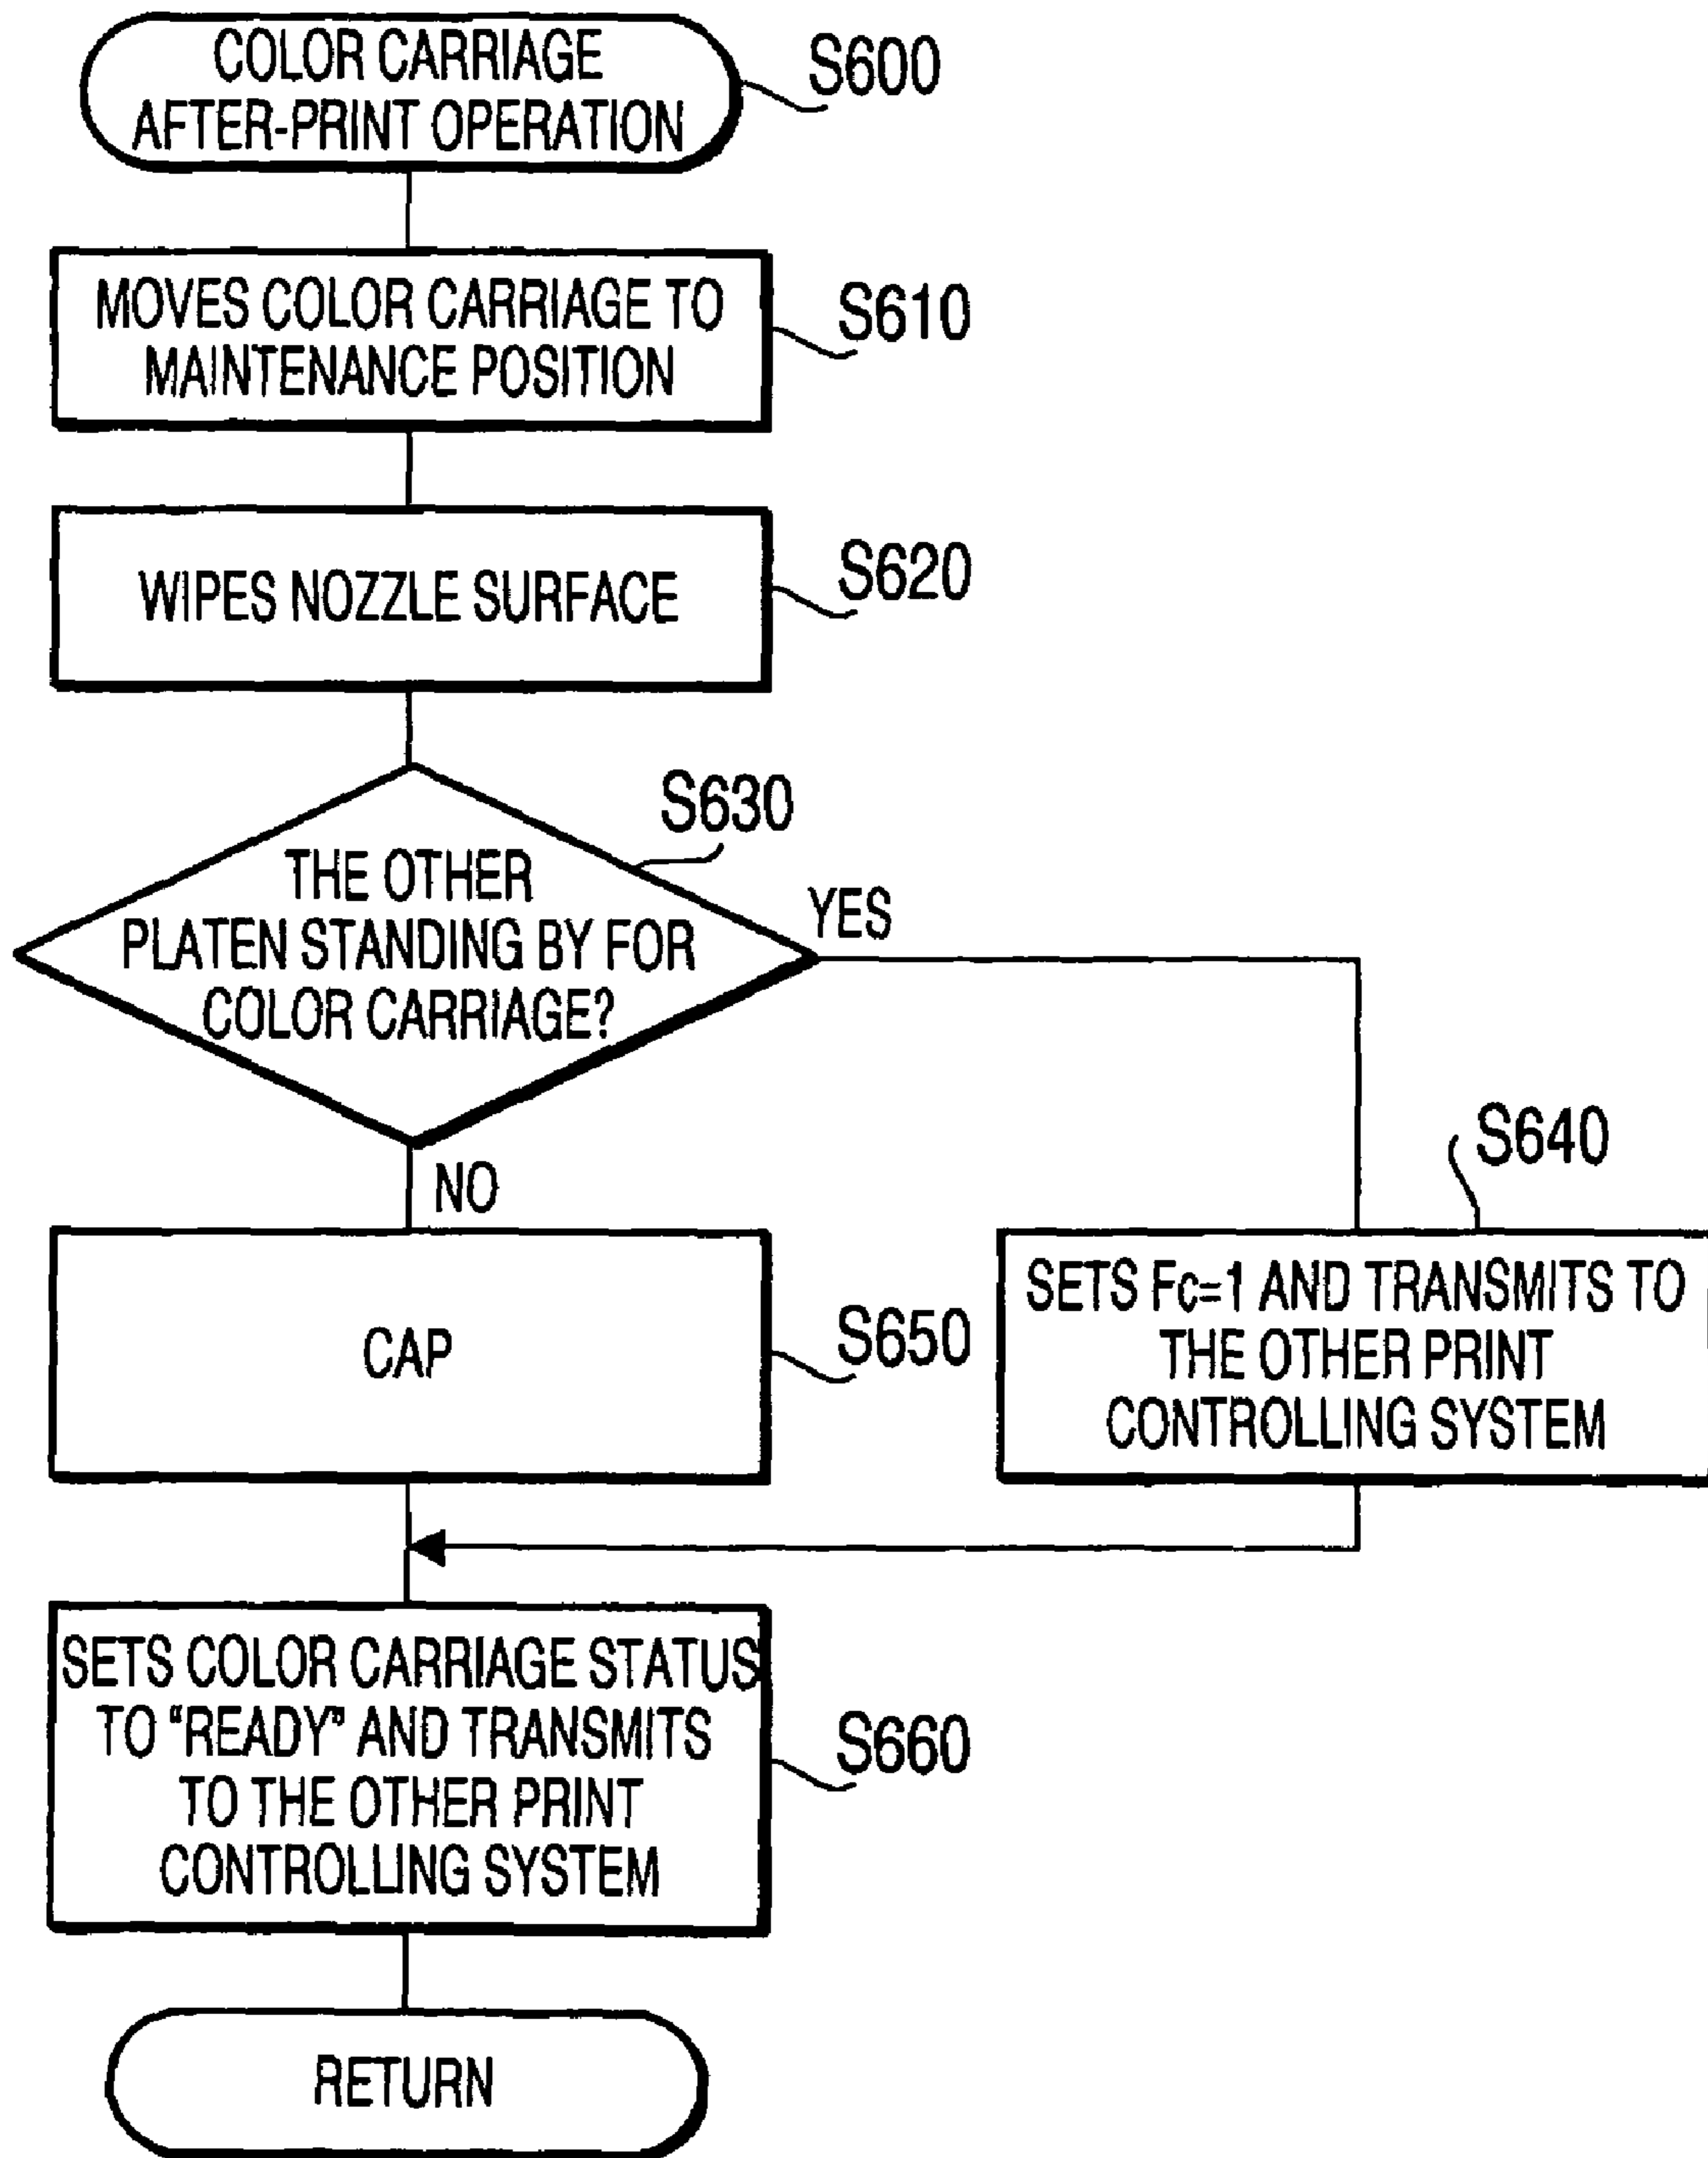 COLOR CARRIAGE
AFTER-PRINT OPERATION
S600
MOVES COLOR CARRIAGE TO
MAINTENANCE POSITION
S610
WIPES NOZZLE SURFACE
S620
S630
THE OTHER
PLATEN STANDING BY FOR
COLOR CARRIAGE?
YES
NO
S640
SETS Fc=1 AND TRANSMITS TO
THE OTHER PRINT
CONTROLLING SYSTEM
CAP
S650
SETS COLOR CARRIAGE STATUS
TO "READY" AND TRANSMITS
TO THE OTHER PRINT
CONTROLLING SYSTEM
S660
RETURN